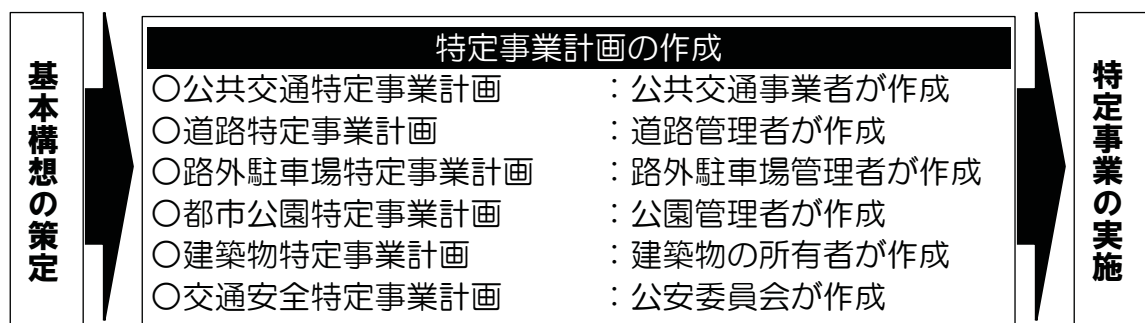 基本構想の策定
特定事業計画の作成
○公共交通特定事業計画 ：公共交通事業者が作成
○道路特定事業計画 ：道路管理者が作成
○路外駐車場特定事業計画 ：路外駐車場管理者が作成
○都市公園特定事業計画 ：公園管理者が作成
○建築物特定事業計画 ：建築物の所有者が作成
○交通安全特定事業計画 ：公安委員会が作成
特定事業の実施